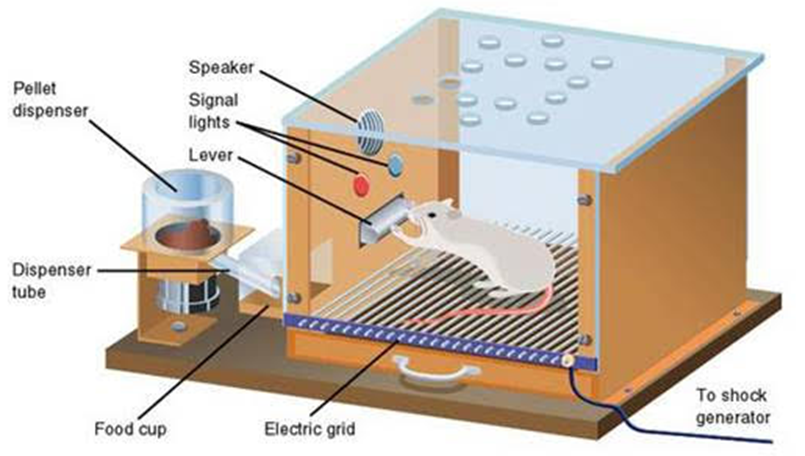 Speaker
Pellet
dispenser
Signal
lights
Lever
Dispenser
tube
Food cup
Electric grid
To shock
generator